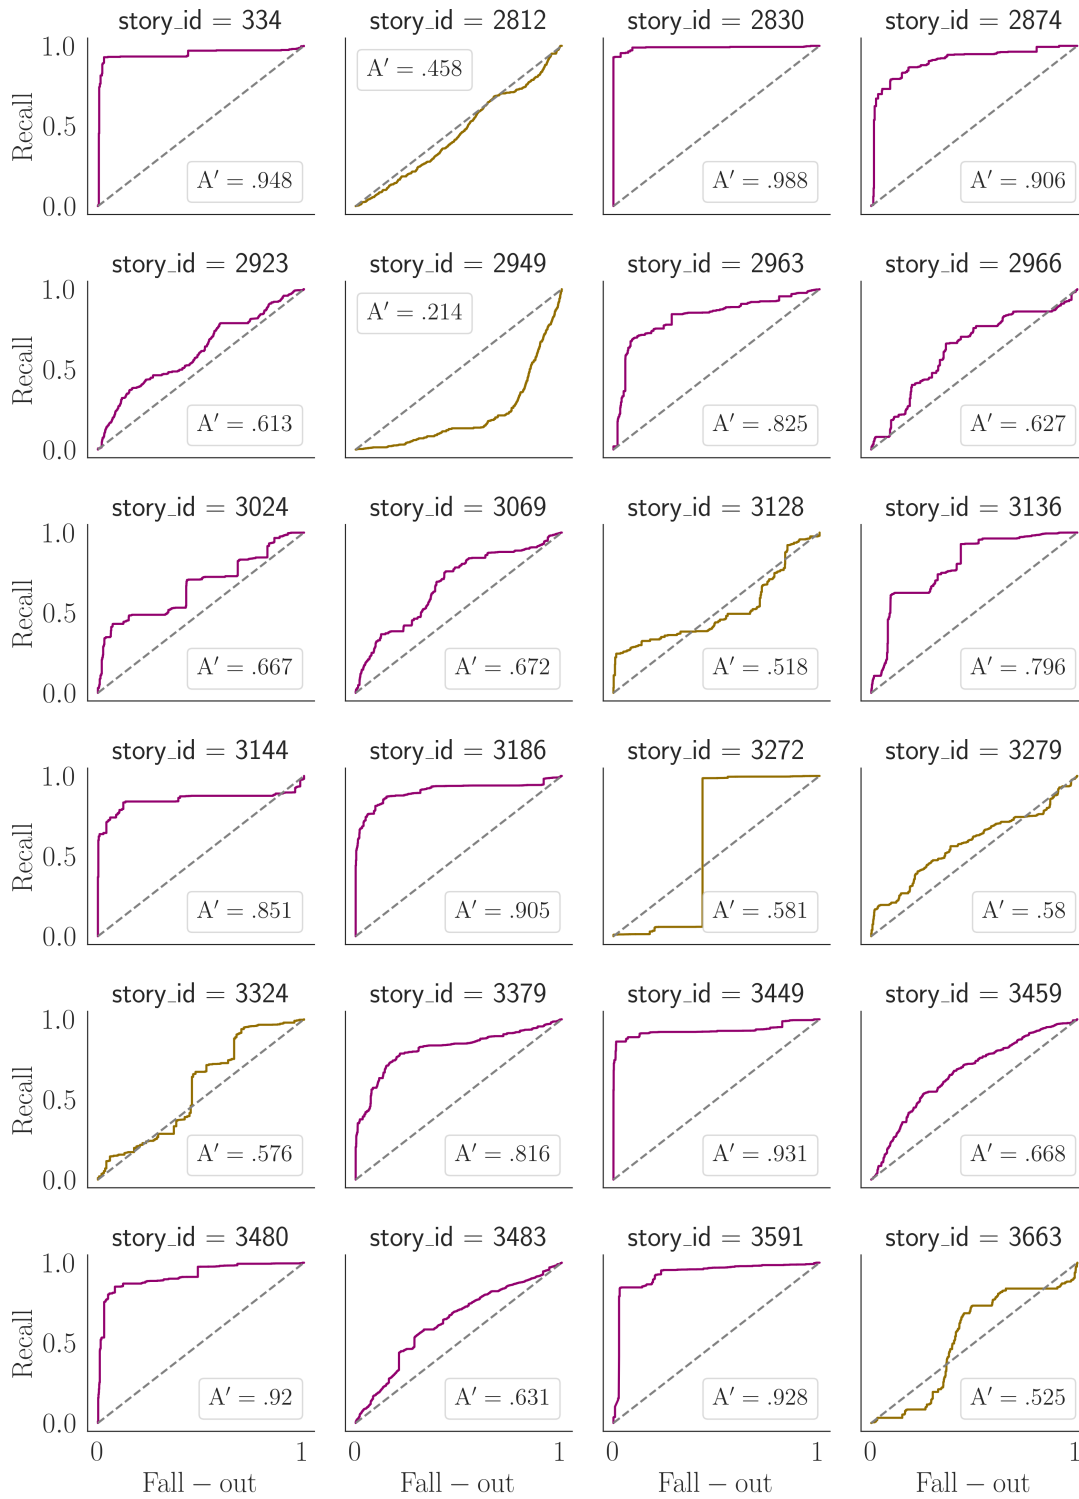 story_id = 334
story_id = 2812
story_id = 2830
story_id = 2874
1.0
0.5
0.0
Recall
A′ = .948
A′ = .458
A′ = .988
A′ = .906
story_id = 2923
story_id = 2949
story_id = 2963
story_id = 2966
1.0
0.5
0.0
Recall
A′ = .613
A′ = .214
A′ = .825
A′ = .627
story_id = 3024
story_id = 3069
story_id = 3128
story_id = 3136
1.0
0.5
0.0
Recall
A′ = .667
A′ = .672
A′ = .518
A′ = .796
story_id = 3144
story_id = 3186
story_id = 3272
story_id = 3279
1.0
0.5
0.0
Recall
A′ = .851
A′ = .905
A′ = .581
A′ = .58
story_id = 3324
story_id = 3379
story_id = 3449
story_id = 3459
1.0
0.5
0.0
Recall
A′ = .576
A′ = .816
A′ = .931
A′ = .668
story_id = 3480
story_id = 3483
story_id = 3591
story_id = 3663
1.0
0.5
0.0
Recall
A′ = .92
A′ = .631
A′ = .928
A′ = .525
0 1
0 1
0 1
0 1
Fall − out
Fall − out
Fall − out
Fall − out